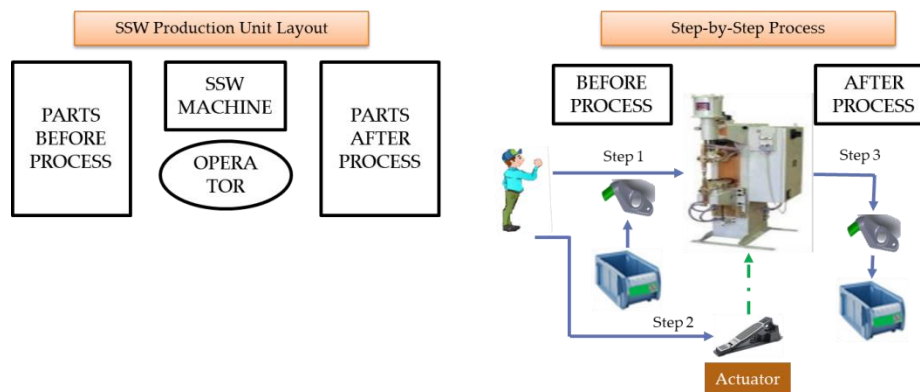 SSW Production Unit Layout
PARTS
BEFORE
PROCESS
SSW
MACHINE
OPERA
TOR
PARTS
AFTER
PROCESS
Step-by-Step Process
BEFORE
PROCESS
AFTER
PROCESS
Step 1
Step 3
Step 2
Actuator